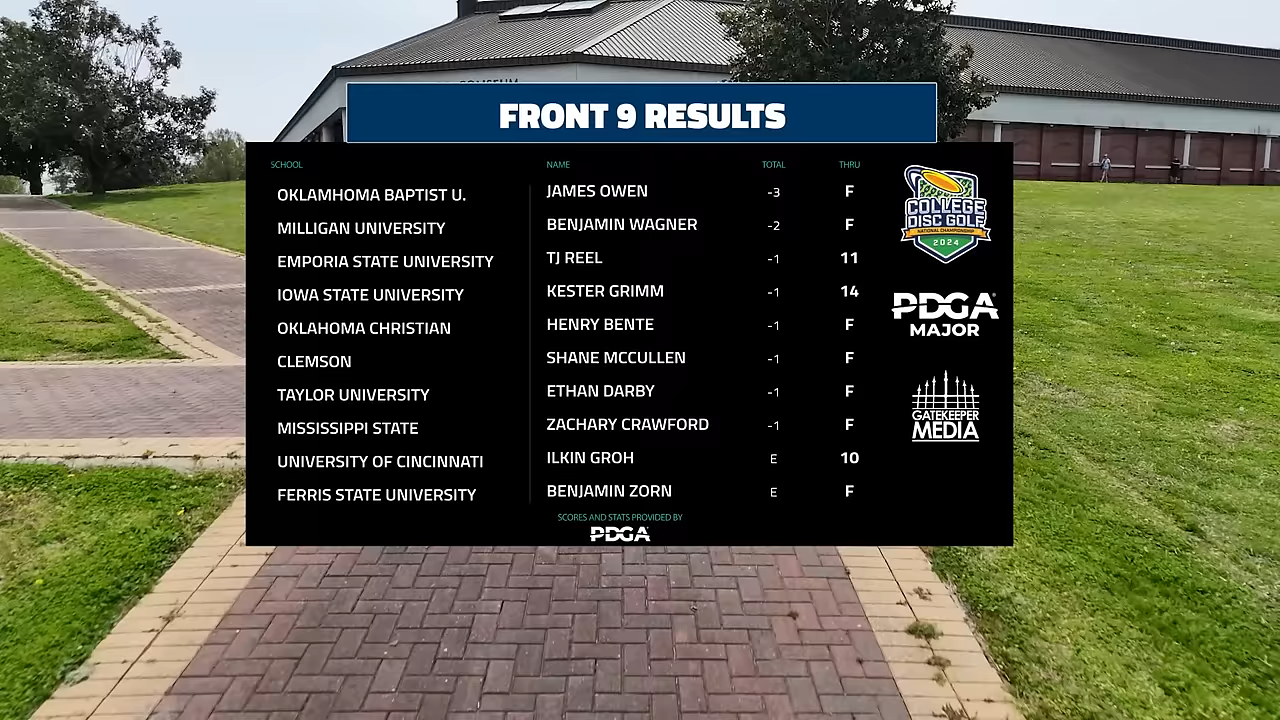 COLISEUM
FRONT 9 RESULTS
SCHOOL NAME TOTAL THRU
OKLAMHOMA BAPTIST U. JAMES OWEN -3 F
MILLIGAN UNIVERSITY BENJAMIN WAGNER -2 F
EMPORIA STATE UNIVERSITY TJ REEL -1 11
IOWA STATE UNIVERSITY KESTER GRIMM -1 14
OKLAHOMA CHRISTIAN HENRY BENTE -1 F
CLEMSON SHANE MCCULLEN -1 F
TAYLOR UNIVERSITY ETHAN DARBY -1 F
MISSISSIPPI STATE ZACHARY CRAWFORD -1 F
UNIVERSITY OF CINCINNATI ILKIN GROH E 10
FERRIS STATE UNIVERSITY BENJAMIN ZORN E F
SCORES AND STATS PROVIDED BY
PDGA
COLLEGE
DISC GOLF
NATIONAL CHAMPIONSHIP
2024
PDGA
MAJOR
GATEKEEPER
MEDIA